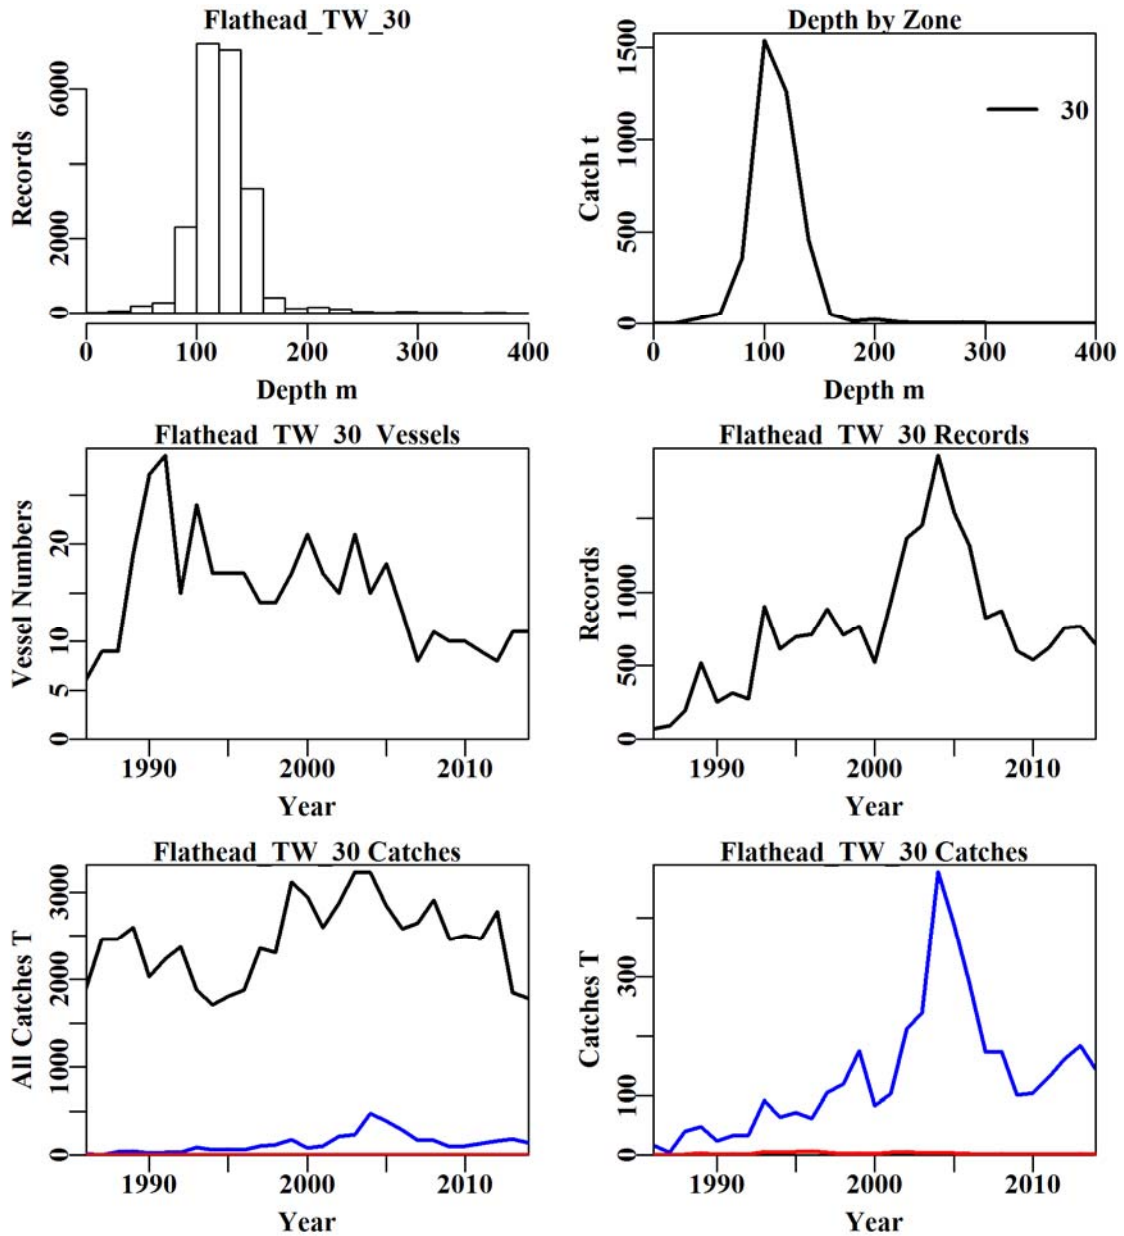 Flathead_TW_30
Records
6000
2000
0
0 100 200 300 400
Depth m
Depth by Zone
Catch t
1500
1000
500
0
30
0 100 200 300 400
Depth m
Flathead_TW_30_Vessels
Vessel Numbers
20
10
5
0
1990 2000 2010
Year
Flathead_TW_30 Records
Records
1000
500
0
1990 2000 2010
Year
Flathead_TW_30 Catches
All Catches T
3000
2000
1000
0
1990 2000 2010
Year
Flathead_TW_30 Catches
Catches T
300
100
0
1990 2000 2010
Year